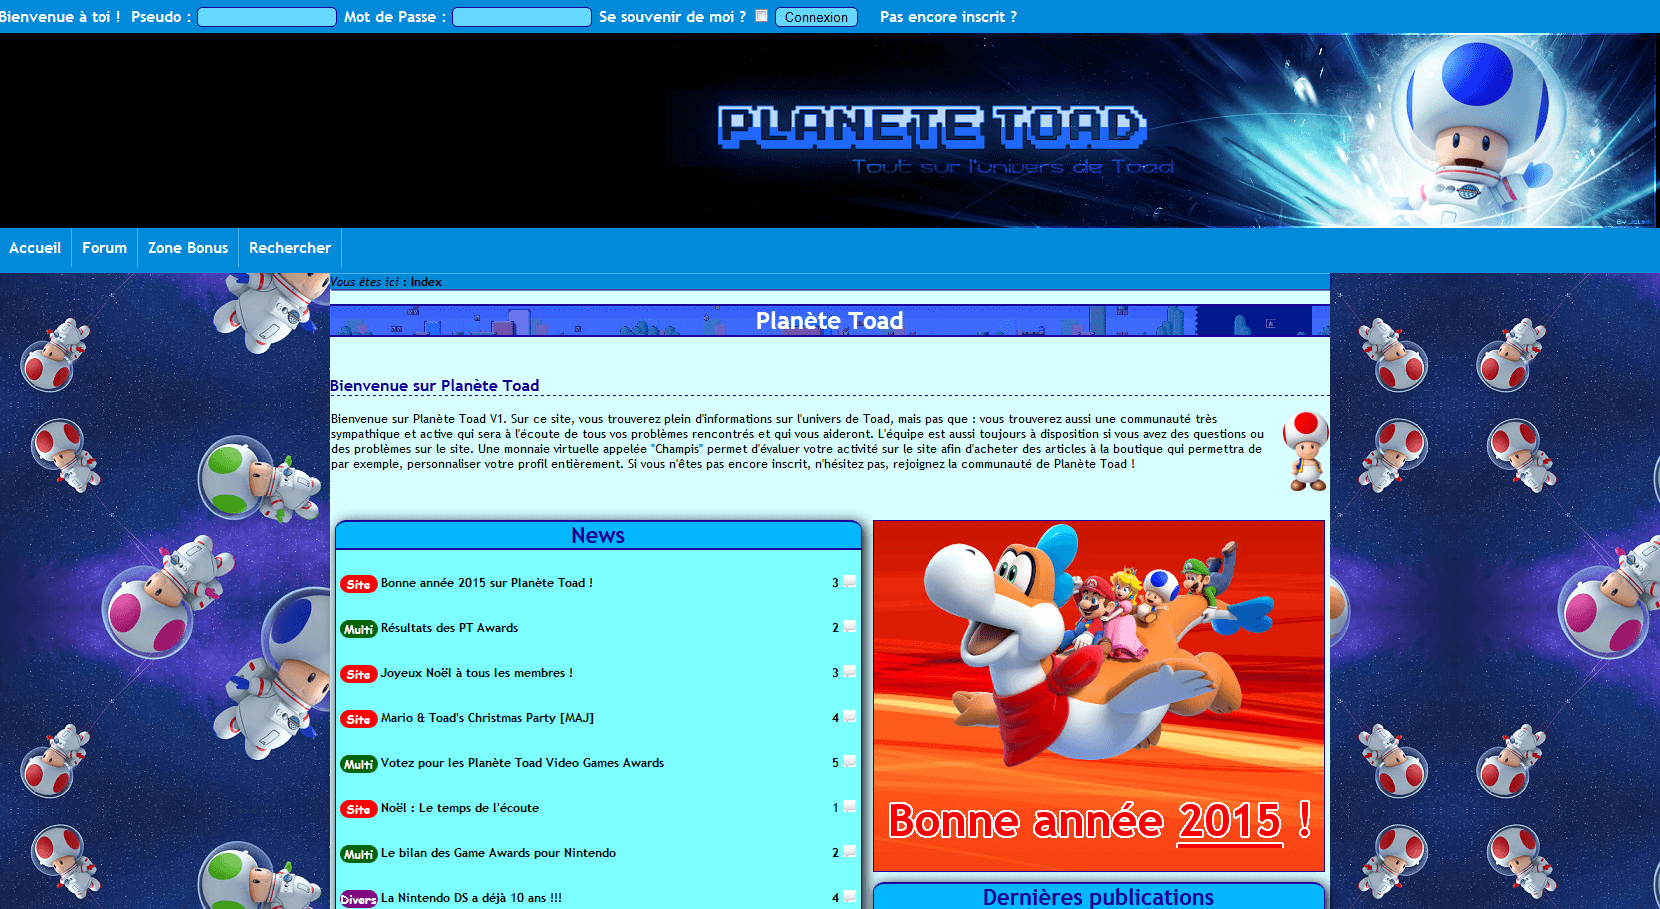 Bienvenue à toi ! Pseudo : Mot de Passe : Se souvenir de moi ? Connexion Pas encore inscrit ?
PLANETE TOAD
Tout sur l'univers de Toad
BY JULINK
Accueil Forum Zone Bonus Rechercher
Vous êtes ici : Index
Planète Toad
Bienvenue sur Planète Toad
Bienvenue sur Planète Toad V1. Sur ce site, vous trouverez plein d'informations sur l'univers de Toad, mais pas que : vous trouverez aussi une communauté très
sympathique et active qui sera à l'écoute de tous vos problèmes rencontrés et qui vous aideront. L'équipe est aussi toujours à disposition si vous avez des questions ou
des problèmes sur le site. Une monnaie virtuelle appelée "Champis" permet d'évaluer votre activité sur le site afin d'acheter des articles à la boutique qui permettra de
par exemple, personnaliser votre profil entièrement. Si vous n'êtes pas encore inscrit, n'hésitez pas, rejoignez la communauté de Planète Toad !
News
Site Bonne année 2015 sur Planète Toad ! 3
Multi Résultats des PT Awards 2
Site Joyeux Noël à tous les membres ! 3
Site Mario & Toad's Christmas Party [MAJ] 4
Multi Votez pour les Planète Toad Video Games Awards 5
Site Noël : Le temps de l'écoute 1
Multi Le bilan des Game Awards pour Nintendo 2
Divers La Nintendo DS a déjà 10 ans !!! 4
Bonne année 2015 !
Dernières publications